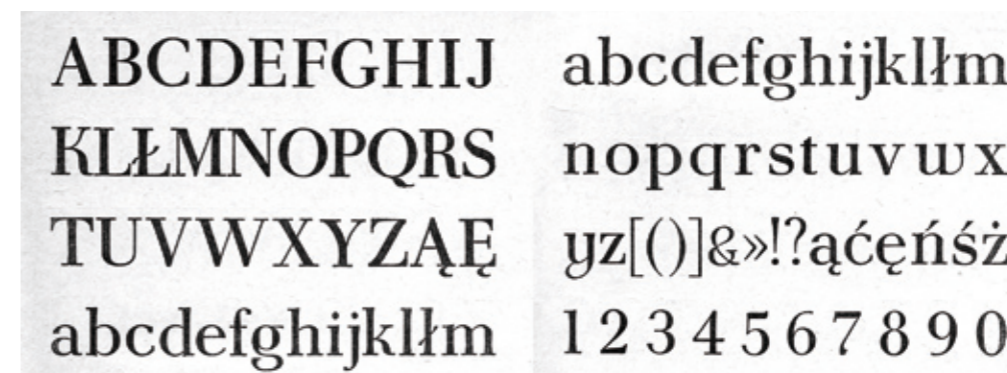 ABCDEFGHIJ
KLŁMNOPQRS
TUVWXYZĄĘ
abcdefghijklłm
abcdefghijklłm
nopqrstuvwx
yz[()]&»!?ąćęńśż
1234567890